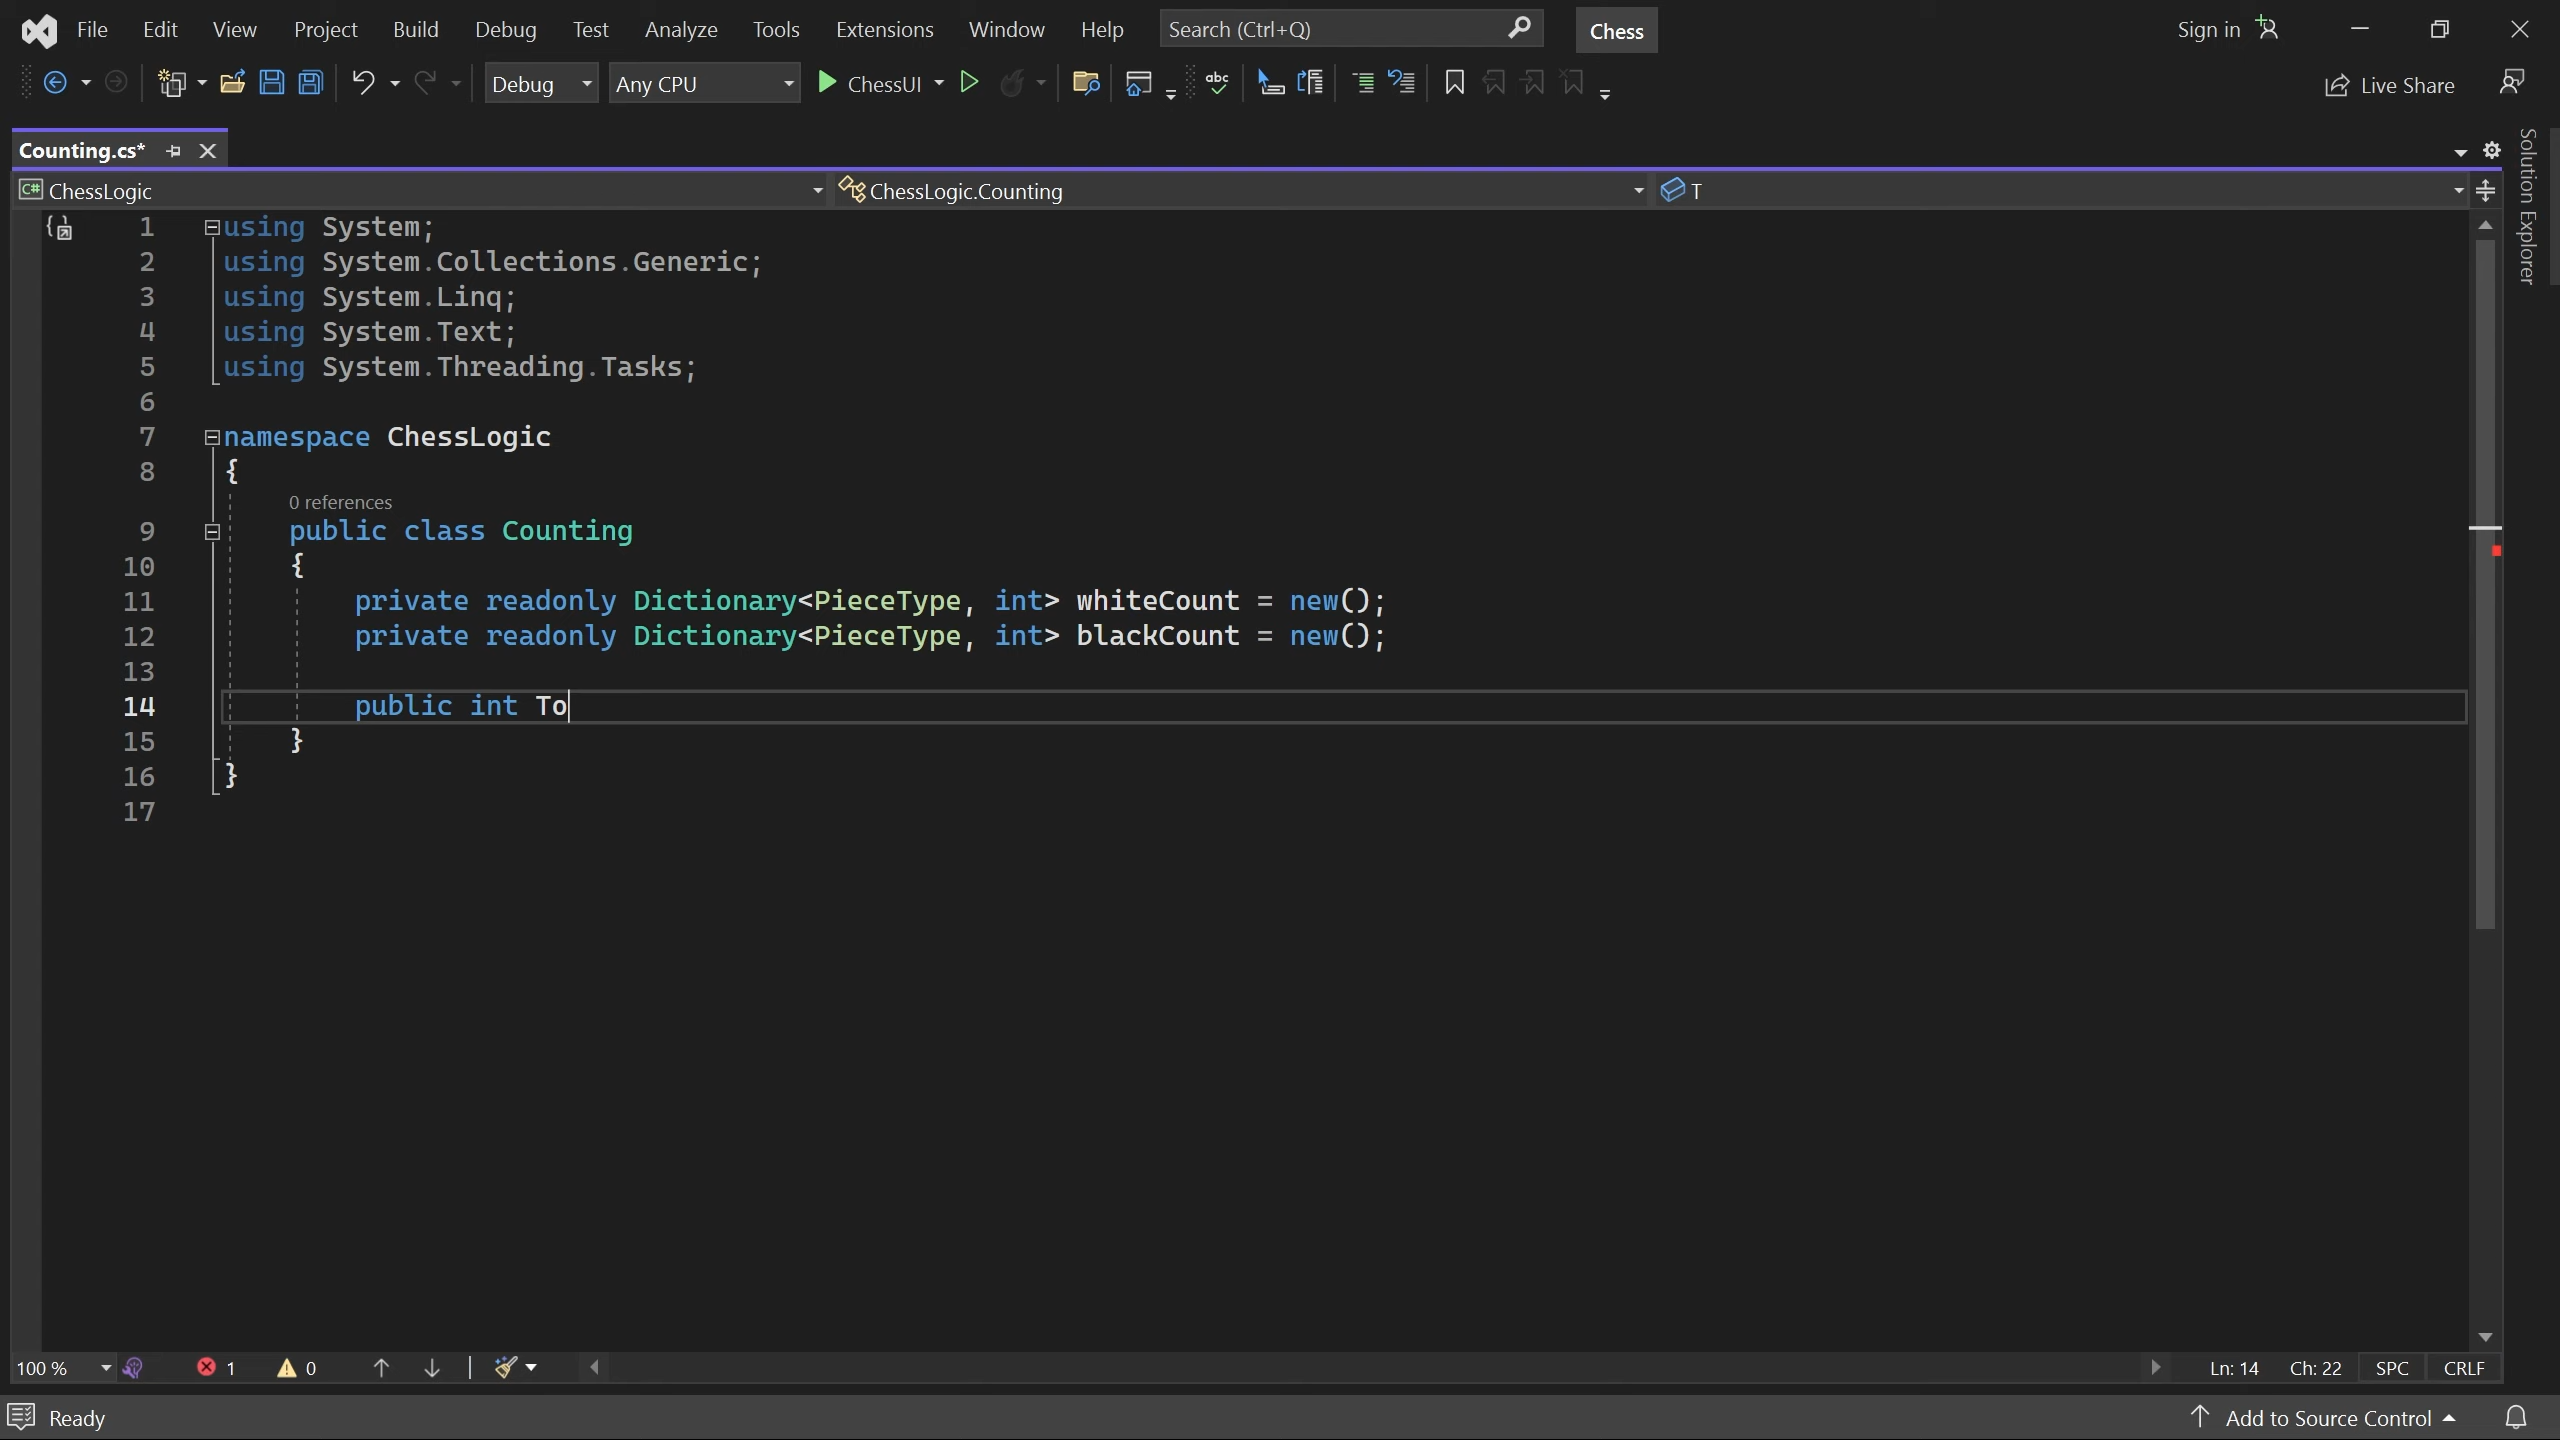 File Edit View Project Build Debug Test Analyze Tools Extensions Window Help Search (Ctrl+Q) Chess Sign in
Debug Any CPU ChessUI abc Live Share
Counting.cs*
Solution Explorer
C# ChessLogic ChessLogic.Counting T
1 using System;
2 using System.Collections.Generic;
3 using System.Linq;
4 using System.Text;
5 using System.Threading.Tasks;
6
7 namespace ChessLogic
8 {
0 references
9 public class Counting
10 {
11 private readonly Dictionary<PieceType, int> whiteCount = new();
12 private readonly Dictionary<PieceType, int> blackCount = new();
13
14 public int To
15 }
16 }
17
100 % 1 0 Ln: 14 Ch: 22 SPC CRLF
Ready Add to Source Control